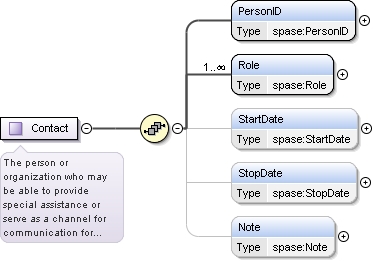 PersonID
Type spase:PersonID
1..∞
Role
Type spase:Role
Contact
StartDate
Type spase:StartDate
The person or
organization who may
be able to provide
special assistance or
serve as a channel for
communication for...
StopDate
Type spase:StopDate
Note
Type spase:Note